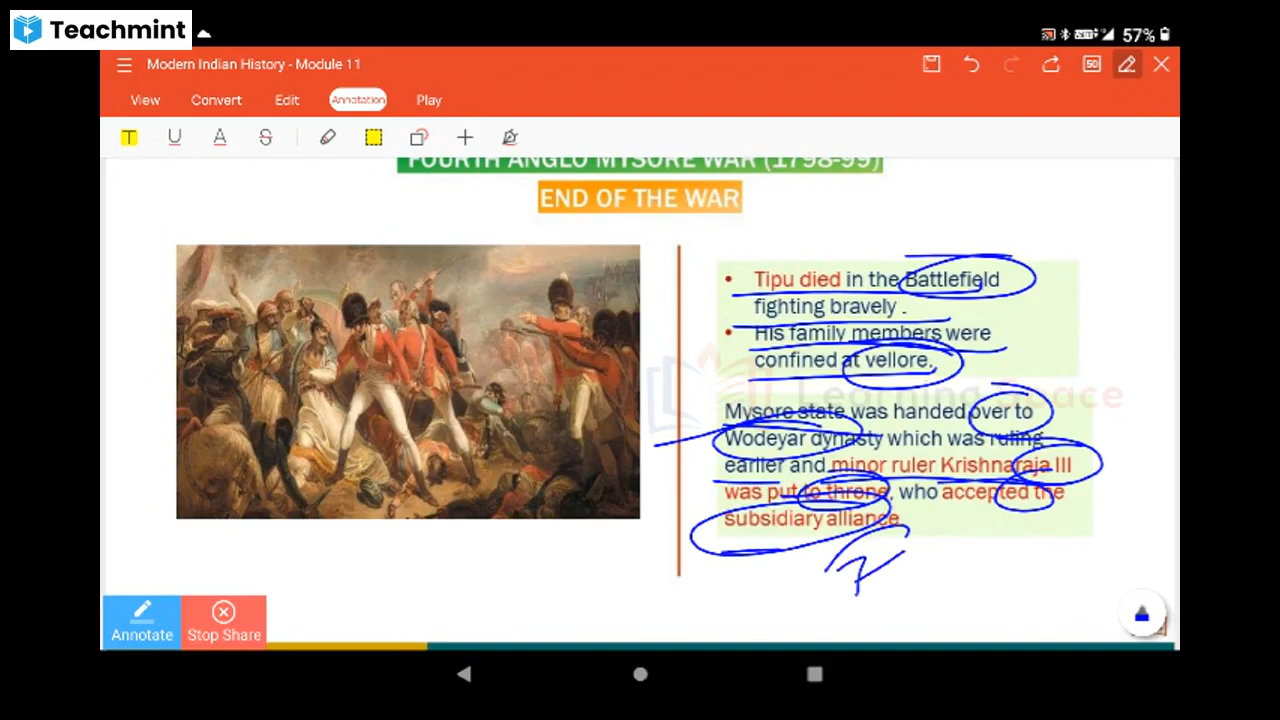 Teachmint
57%
Modern Indian History - Module 11
50
View Convert Edit Annotation Play
T U A S
FOURTH ANGLO MYSORE WAR (1798-99)
END OF THE WAR
• Tipu died in the Battlefield
fighting bravely .
• His family members were
confined at vellore.
Learning Space
Mysore state was handed over to
Wodeyar dynasty which was ruling
earlier and minor ruler Krishnaraja III
was put to throne, who accepted the
subsidiary alliance.
Annotate Stop Share